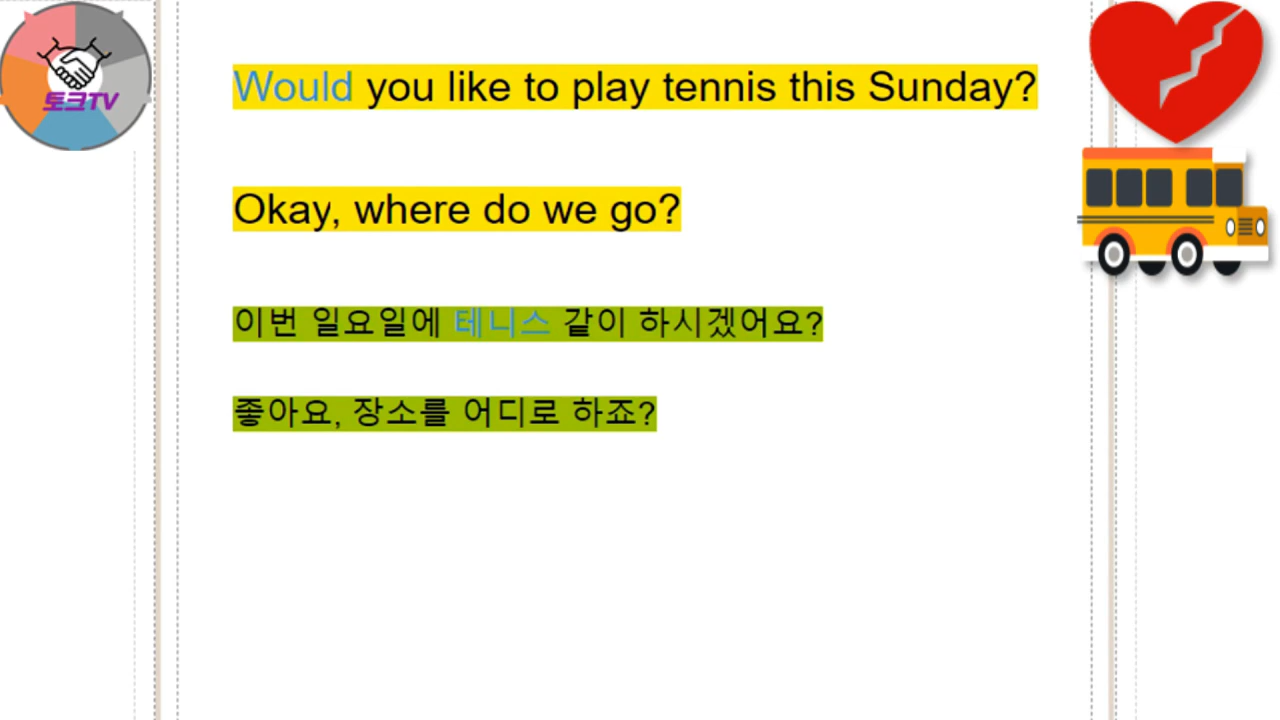 토크TV
Would you like to play tennis this Sunday?
Okay, where do we go?
이번 일요일에 테니스 같이 하시겠어요?
좋아요, 장소를 어디로 하죠?